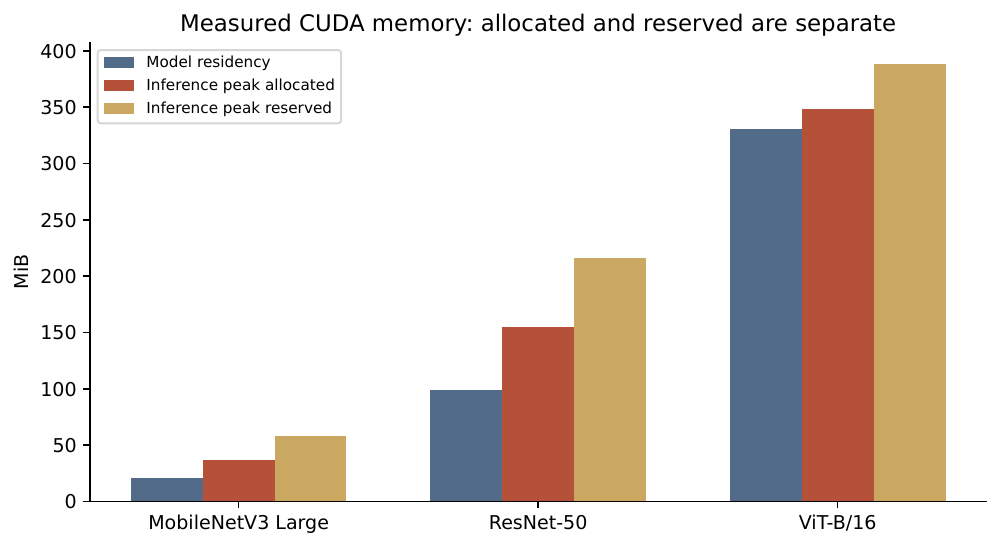 Measured CUDA memory: allocated and reserved are separate
Model residency
Inference peak allocated
Inference peak reserved
400
350
300
250
200
150
100
50
0
MiB
MobileNetV3 Large
ResNet-50
ViT-B/16